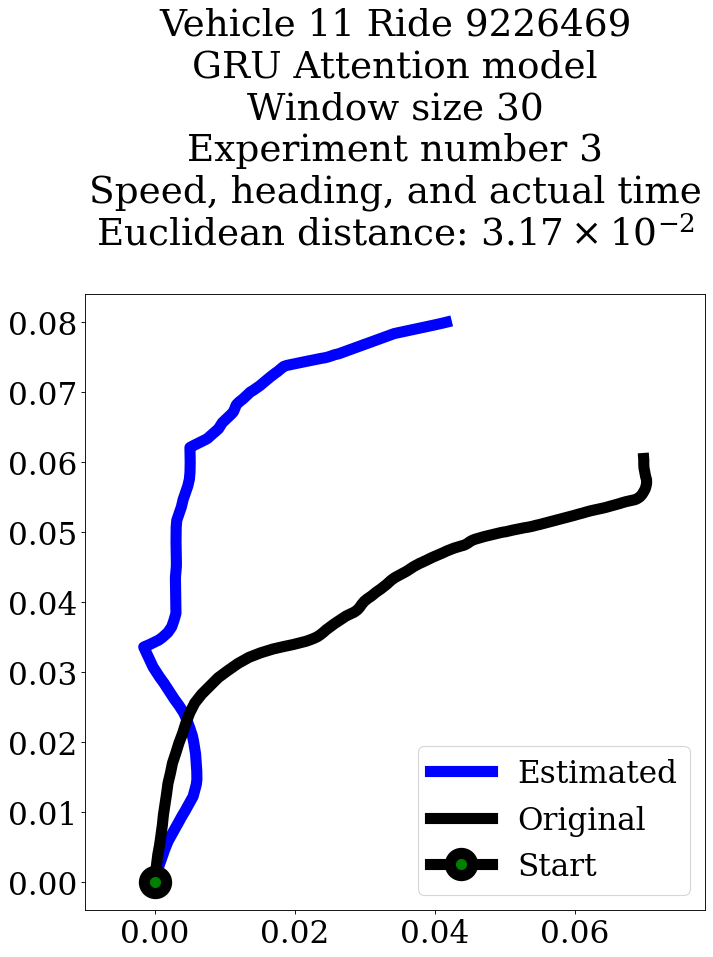 Vehicle 11 Ride 9226469
GRU Attention model
Window size 30
Experiment number 3
Speed, heading, and actual time
Euclidean distance: 3.17 × 10⁻²
0.08
0.07
0.06
0.05
0.04
0.03
0.02
0.01
0.00
Estimated
Original
Start
0.00 0.02 0.04 0.06